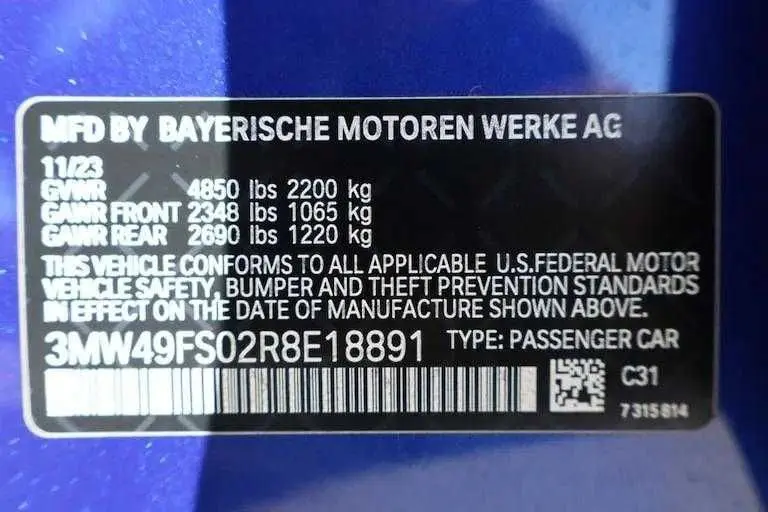 MFD BY BAYERISCHE MOTOREN WERKE AG
11/23
GVWR 4850 lbs 2200 kg
GAWR FRONT 2348 lbs 1065 kg
GAWR REAR 2690 lbs 1220 kg
THIS VEHICLE CONFORMS TO ALL APPLICABLE U.S.FEDERAL MOTOR
VEHICLE SAFETY, BUMPER AND THEFT PREVENTION STANDARDS
IN EFFECT ON THE DATE OF MANUFACTURE SHOWN ABOVE.
3MW49FS02R8E18891 TYPE: PASSENGER CAR
C31
7315814